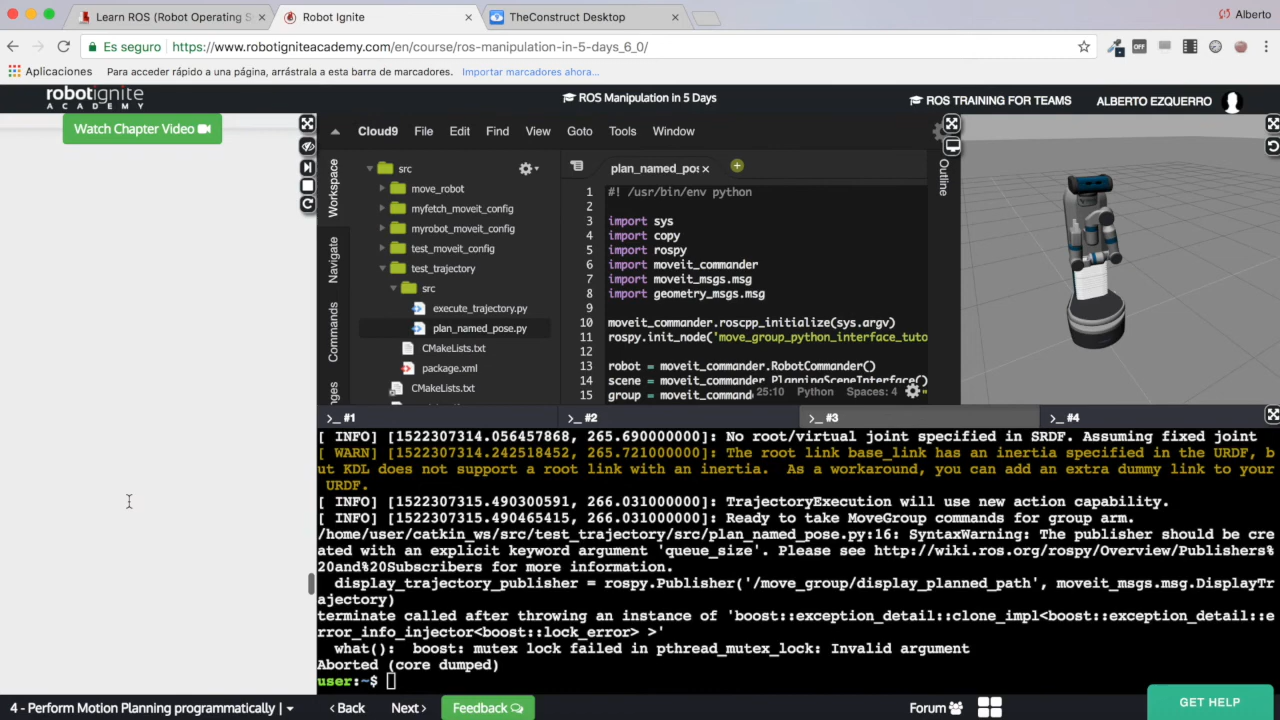 Learn ROS (Robot Operating S
Robot Ignite
TheConstruct Desktop
Alberto
Es seguro
https://www.robotigniteacademy.com/en/course/ros-manipulation-in-5-days_6_0/
OFF
Aplicaciones
Para acceder rápido a una página, arrástrala a esta barra de marcadores.
Importar marcadores ahora...
robotignite
ACADEMY
ROS Manipulation in 5 Days
ROS TRAINING FOR TEAMS
ALBERTO EZQUERRO
Watch Chapter Video
Cloud9 File Edit Find View Goto Tools Window
Workspace
Navigate
Commands
nges
Outline
src
move_robot
myfetch_moveit_config
myrobot_moveit_config
test_moveit_config
test_trajectory
src
execute_trajectory.py
plan_named_pose.py
CMakeLists.txt
package.xml
CMakeLists.txt
plan_named_pos
1 #! /usr/bin/env python
2
3 import sys
4 import copy
5 import rospy
6 import moveit_commander
7 import moveit_msgs.msg
8 import geometry_msgs.msg
9
10 moveit_commander.roscpp_initialize(sys.argv)
11 rospy.init_node('move_group_python_interface_tuto
12
13 robot = moveit_commander.RobotCommander()
14 scene = moveit_commander.PlanningSceneInterface()
15 group = moveit_command
25:10 Python Spaces: 4
>_ #1
>_ #2
>_ #3
>_ #4
[ INFO] [1522307314.056457868, 265.690000000]: No root/virtual joint specified in SRDF. Assuming fixed joint
[ WARN] [1522307314.242518452, 265.721000000]: The root link base_link has an inertia specified in the URDF, b
ut KDL does not support a root link with an inertia.  As a workaround, you can add an extra dummy link to your
URDF.
[ INFO] [1522307315.490300591, 266.031000000]: TrajectoryExecution will use new action capability.
[ INFO] [1522307315.490465415, 266.031000000]: Ready to take MoveGroup commands for group arm.
/home/user/catkin_ws/src/test_trajectory/src/plan_named_pose.py:16: SyntaxWarning: The publisher should be cre
ated with an explicit keyword argument 'queue_size'. Please see http://wiki.ros.org/rospy/Overview/Publishers%
20and%20Subscribers for more information.
display_trajectory_publisher = rospy.Publisher('/move_group/display_planned_path', moveit_msgs.msg.DisplayTr
ajectory)
terminate called after throwing an instance of 'boost::exception_detail::clone_impl<boost::exception_detail::e
rror_info_injector<boost::lock_error> >'
what():  boost: mutex lock failed in pthread_mutex_lock: Invalid argument
Aborted (core dumped)
user:~$
4 - Perform Motion Planning programmatically |
Back
Next
Feedback
Forum
GET HELP